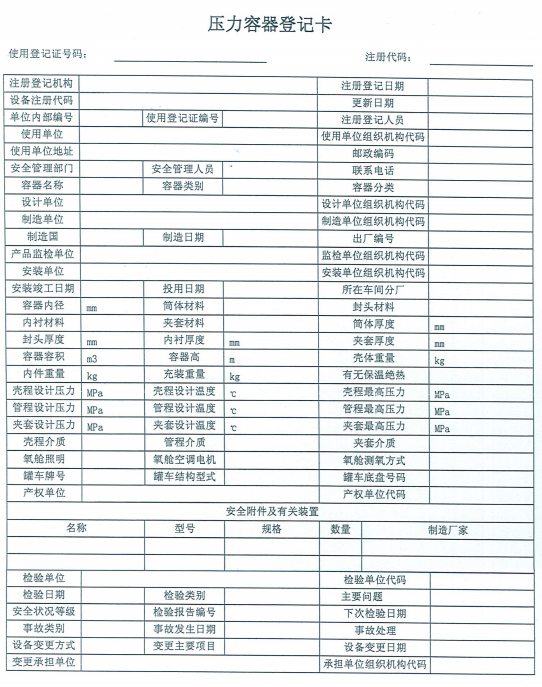 压力容器登记卡
使用登记证号码： 注册代码：
注册登记机构 注册登记日期
设备注册代码 更新日期
单位内部编号 使用登记证编号 注册登记人员
使用单位 使用单位组织机构代码
使用单位地址 邮政编码
安全管理部门 安全管理人员 联系电话
容器名称 容器类别 容器分类
设计单位 设计单位组织机构代码
制造单位 制造单位组织机构代码
制造国 制造日期 出厂编号
产品监检单位 监检单位组织机构代码
安装单位 安装单位组织机构代码
安装竣工日期 投用日期 所在车间分厂
容器内径 mm 筒体材料 封头材料
内衬材料 夹套材料 筒体厚度 mm
封头厚度 mm 内衬厚度 mm 夹套厚度 mm
容器容积 m3 容器高 m 壳体重量 kg
内件重量 kg 充装重量 kg 有无保温绝热
壳程设计压力 MPa 壳程设计温度 ℃ 壳程最高压力 MPa
管程设计压力 MPa 管程设计温度 ℃ 管程最高压力 MPa
夹套设计压力 MPa 夹套设计温度 ℃ 夹套最高压力 MPa
壳程介质 管程介质 夹套介质
氧舱照明 氧舱空调电机 氧舱测氧方式
罐车牌号 罐车结构型式 罐车底盘号码
产权单位 产权单位代码
安全附件及有关装置
名称 型号 规格 数量 制造厂家
检验单位 检验单位代码
检验日期 检验类别 主要问题
安全状况等级 检验报告编号 下次检验日期
事故类别 事故发生日期 事故处理
设备变更方式 变更主要项目 设备变更日期
变更承担单位 承担单位组织机构代码